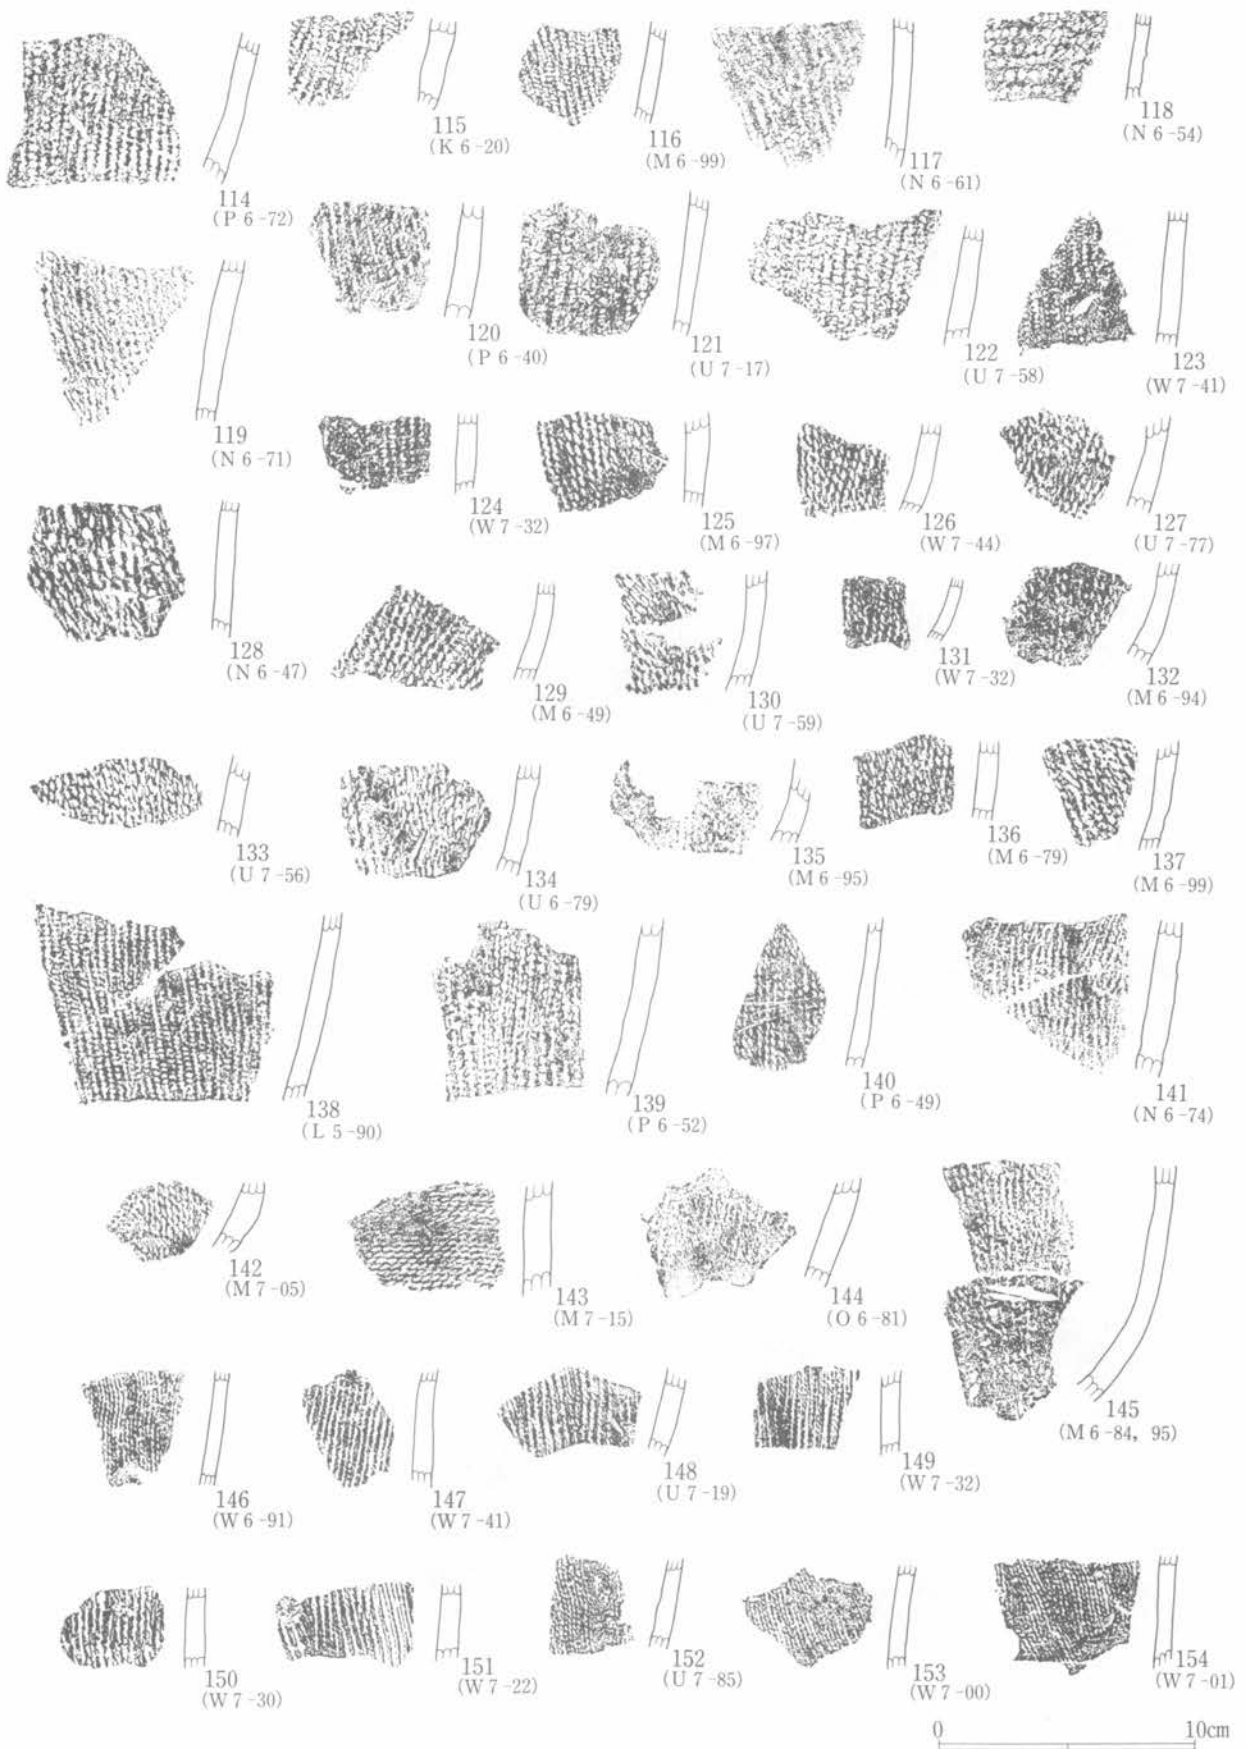 114
(P 6-72)
115
(K 6-20)
116
(M 6-99)
117
(N 6-61)
118
(N 6-54)
119
(N 6-71)
120
(P 6-40)
121
(U 7-17)
122
(U 7-58)
123
(W 7-41)
124
(W 7-32)
125
(M 6-97)
126
(W 7-44)
127
(U 7-77)
128
(N 6-47)
129
(M 6-49)
130
(U 7-59)
131
(W 7-32)
132
(M 6-94)
133
(U 7-56)
134
(U 6-79)
135
(M 6-95)
136
(M 6-79)
137
(M 6-99)
138
(L 5-90)
139
(P 6-52)
140
(P 6-49)
141
(N 6-74)
142
(M 7-05)
143
(M 7-15)
144
(O 6-81)
145
(M 6-84, 95)
146
(W 6-91)
147
(W 7-41)
148
(U 7-19)
149
(W 7-32)
150
(W 7-30)
151
(W 7-22)
152
(U 7-85)
153
(W 7-00)
154
(W 7-01)
0 10cm